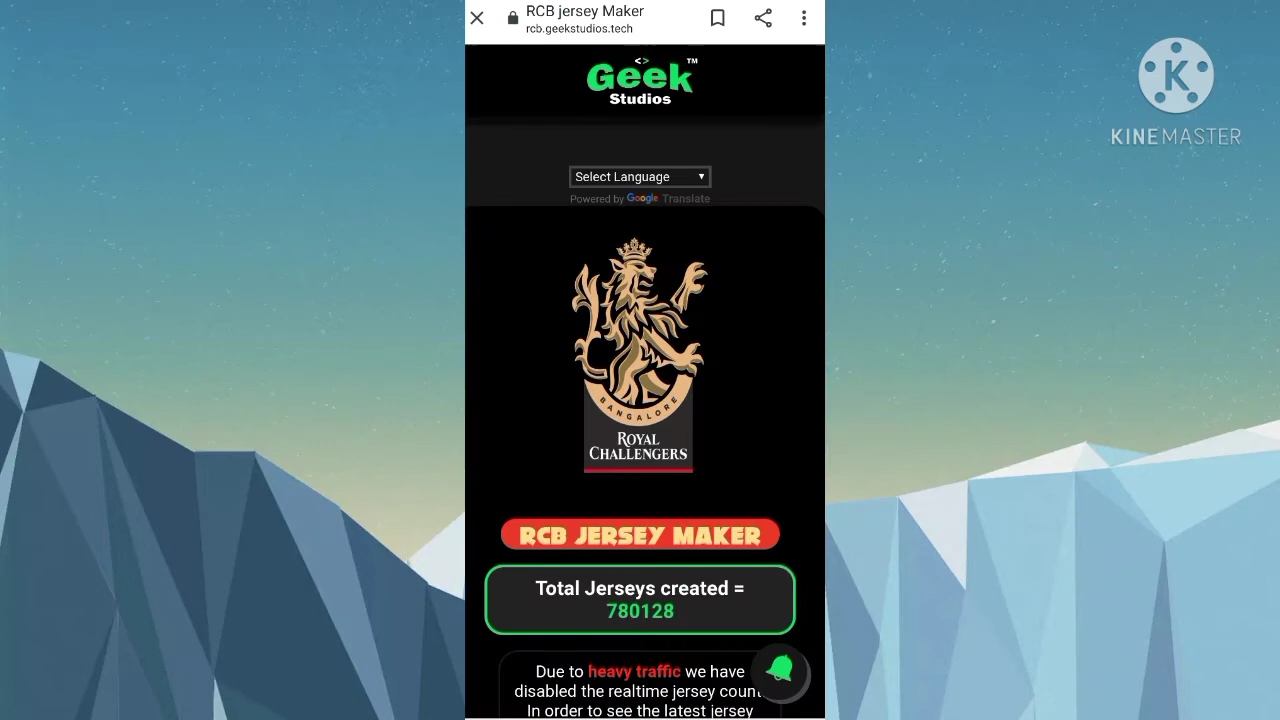 RCB jersey Maker
rcb.geekstudios.tech
<>
Geek™
Studios
K
KINEMASTER
Select Language
Powered by Google Translate
BANGALORE
ROYAL
CHALLENGERS
RCB JERSEY MAKER
Total Jerseys created =
780128
Due to heavy traffic we have
disabled the realtime jersey count
In order to see the latest jersey